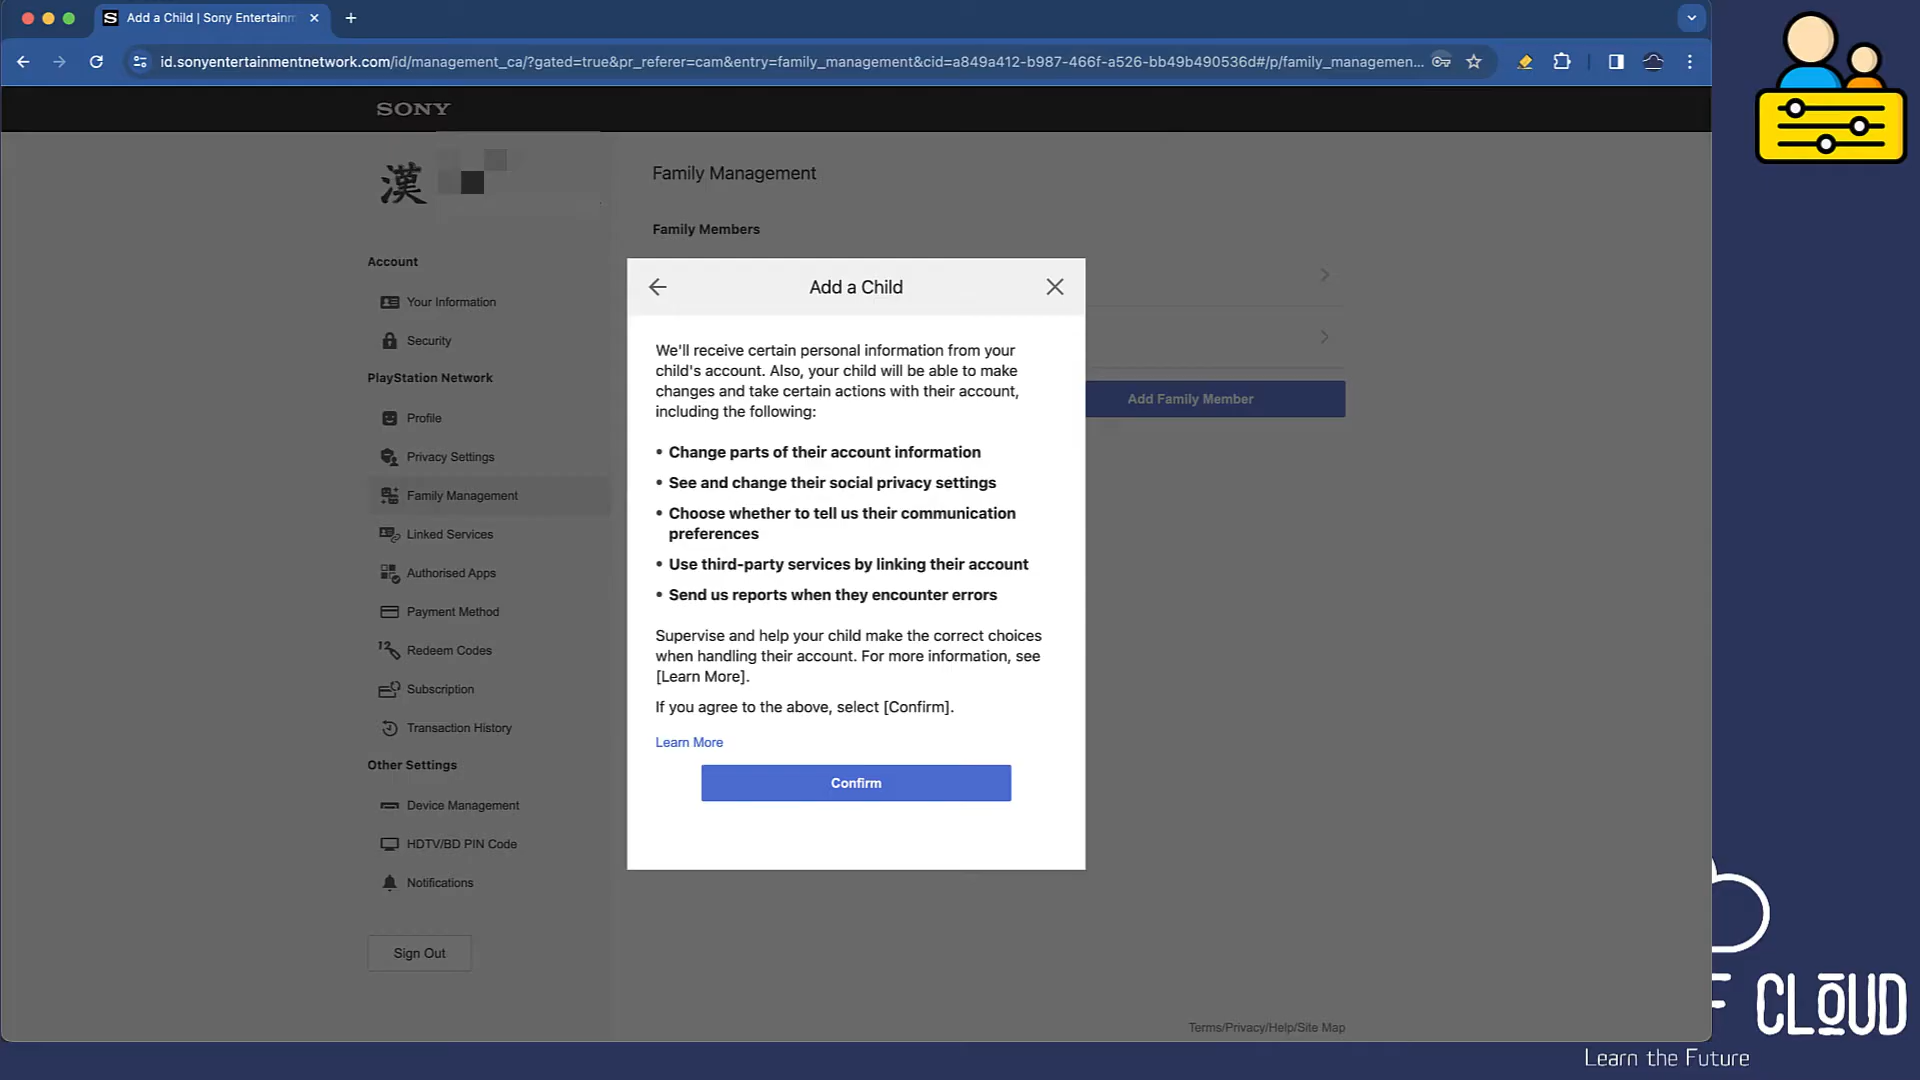 Add a Child | Sony Entertainm
id.sonyentertainmentnetwork.com/id/management_ca/?gated=true&pr_referer=cam&entry=family_management&cid=a849a412-b987-466f-a526-bb49b490536d#/p/family_managemen...
SONY
漢
Account
Your Information
Security
PlayStation Network
Profile
Privacy Settings
Family Management
Linked Services
Authorised Apps
Payment Method
Redeem Codes
Subscription
Transaction History
Other Settings
Device Management
HDTV/BD PIN Code
Notifications
Sign Out
Family Management
Family Members
Add Family Member
Add a Child
We'll receive certain personal information from your
child's account. Also, your child will be able to make
changes and take certain actions with their account,
including the following:
• Change parts of their account information
• See and change their social privacy settings
• Choose whether to tell us their communication
preferences
• Use third-party services by linking their account
• Send us reports when they encounter errors
Supervise and help your child make the correct choices
when handling their account. For more information, see
[Learn More].
If you agree to the above, select [Confirm].
Learn More
Confirm
Terms/Privacy/Help/Site Map
F CLOUD
Learn the Future